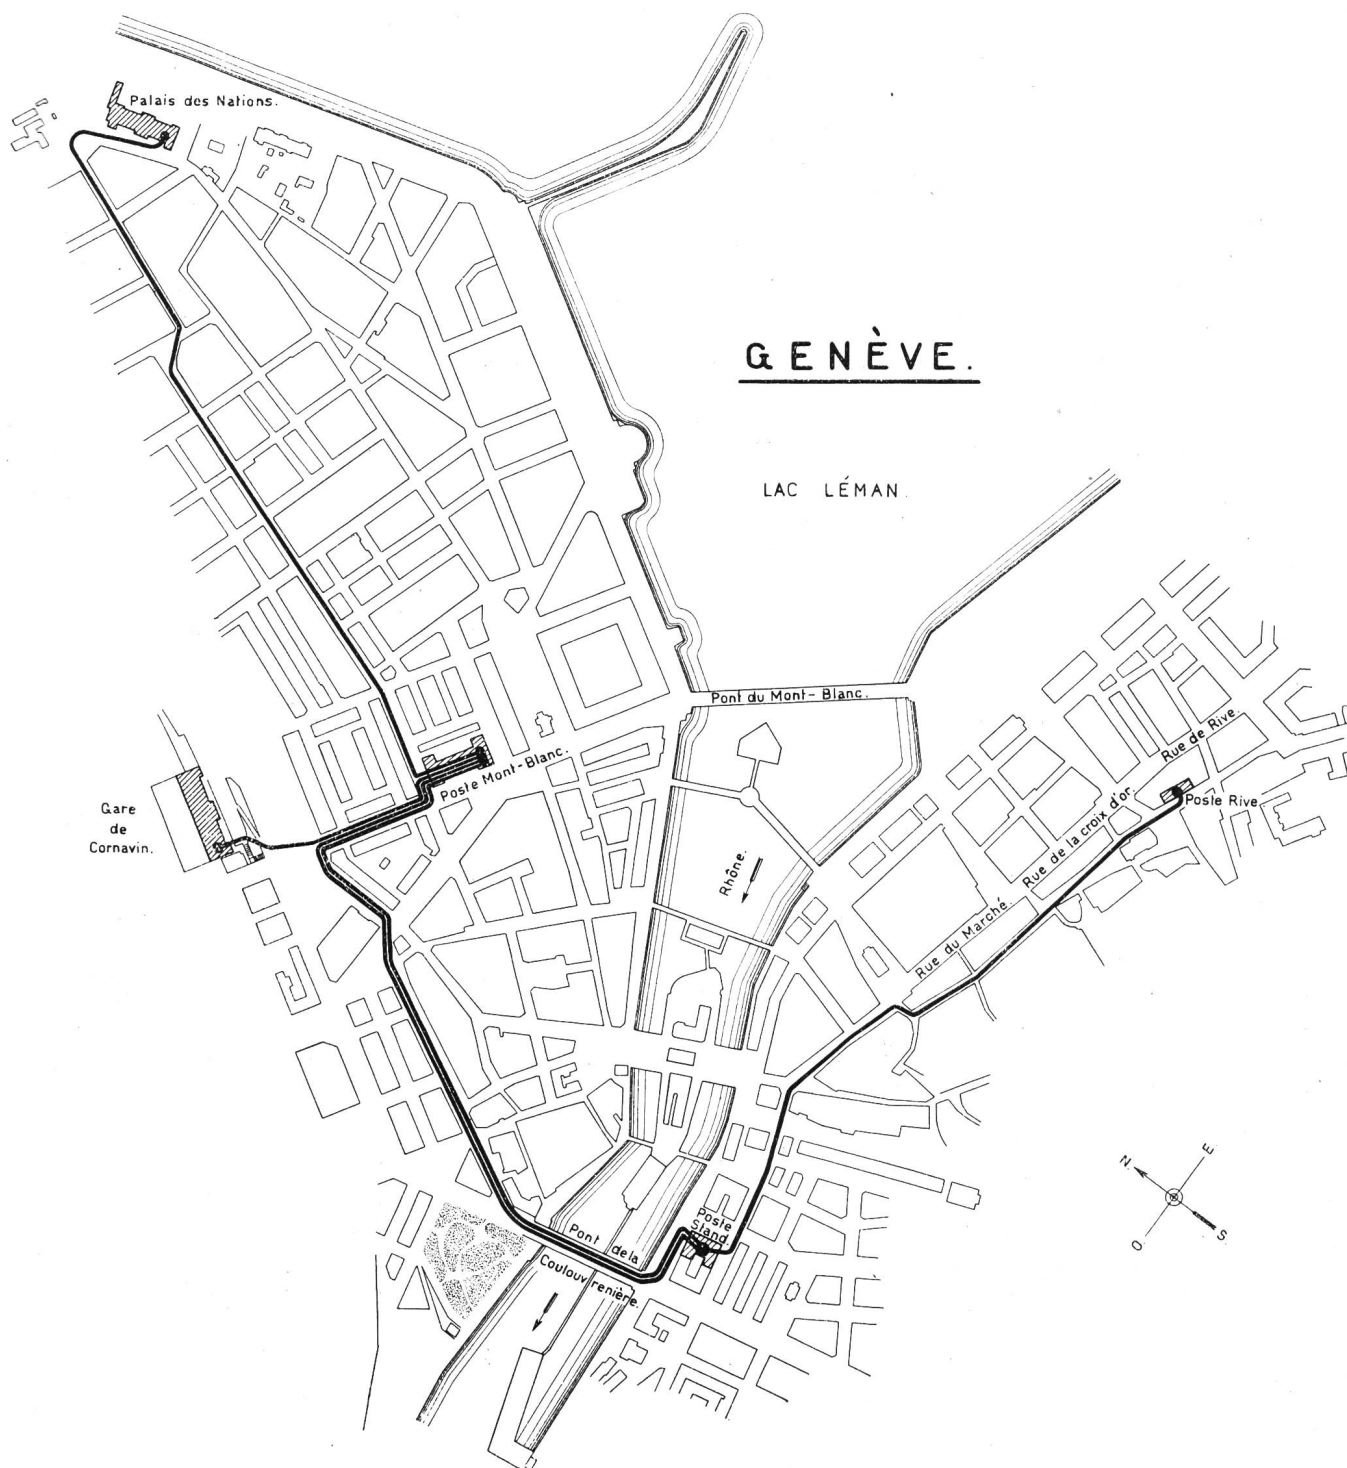 Palais des Nations.
GENÈVE.
LAC LÉMAN.
Pont du Mont-Blanc.
Rue de Rive.
Poste Mont-Blanc.
Poste Rive.
Gare
de
Cornavin.
Rue de la croix d'or.
Rhône.
Rue du Marché.
N.
E.
O.
S.
Poste
Stand.
Pont de la
Coulouvrenière.